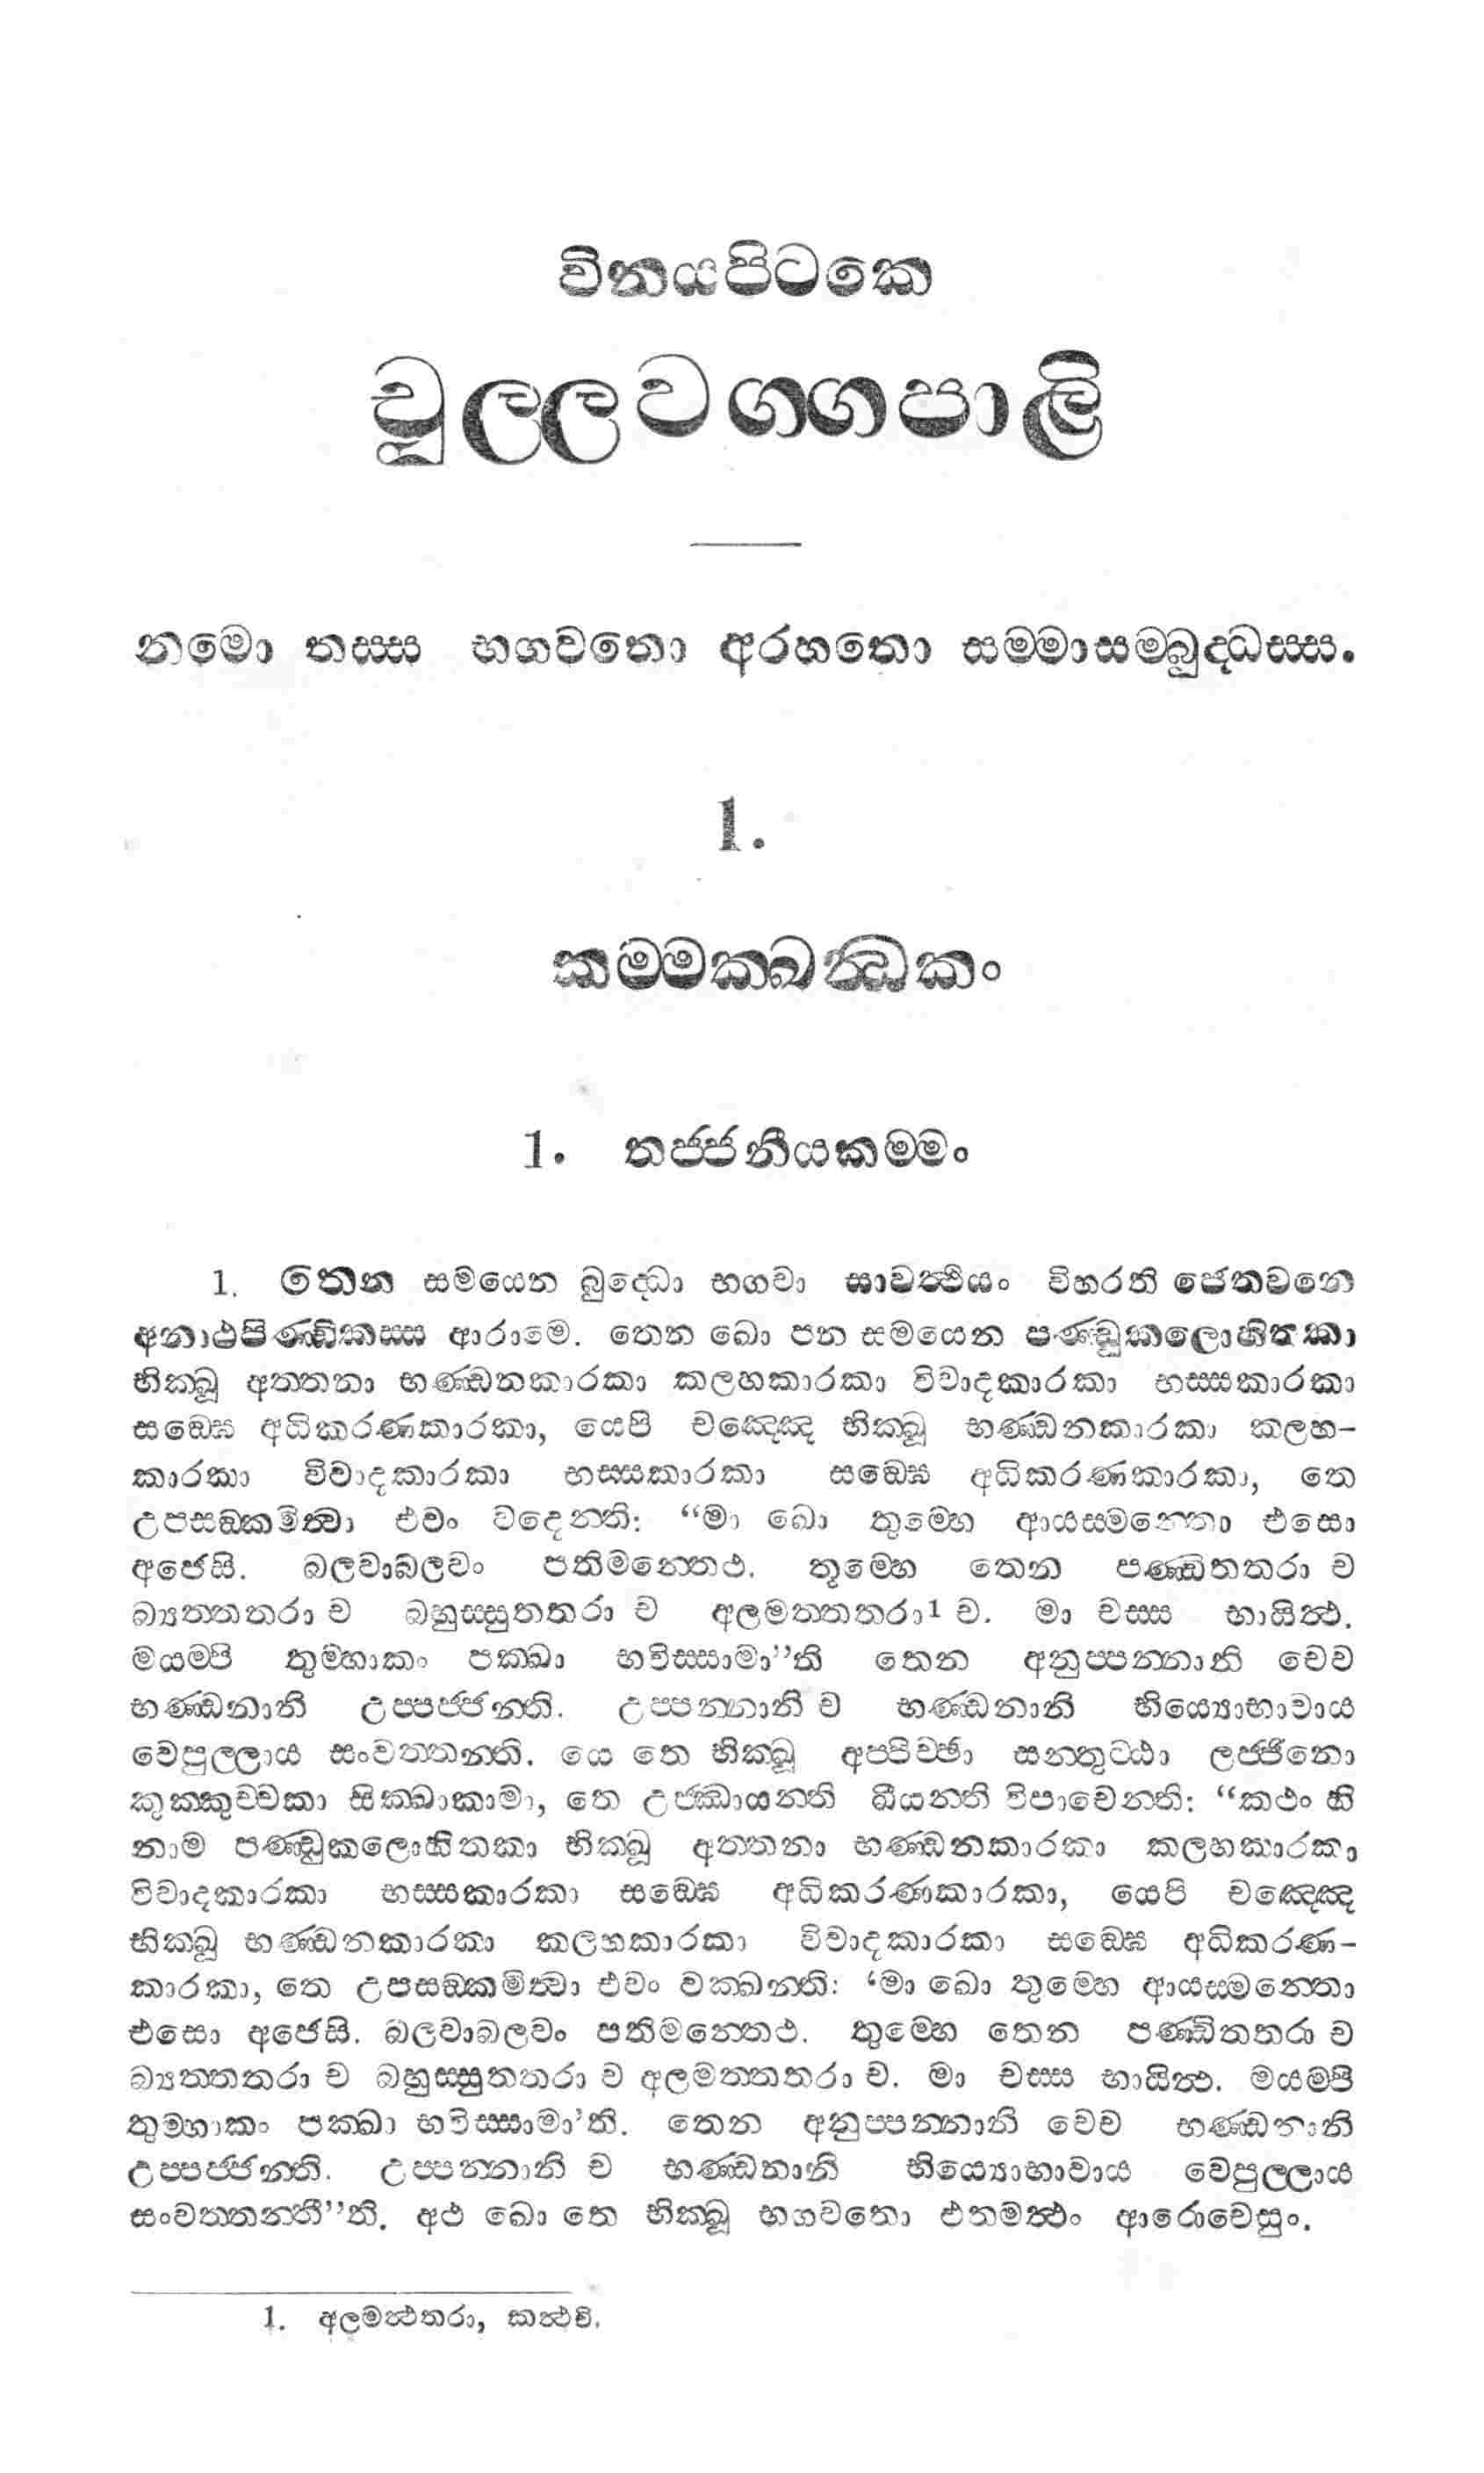 විනයපිටකෙ
චූල්ලවග්ගපාලි
නමො තස්ස භගවතො අරහතො සම්මාසම්බුද්ධස්ස.
1.
කම්මක්ඛන්ධකං
1. තජ්ජනීයකම්මං
1. තෙන සමයෙන බුද්ධො භගවා සාවත්ථියං විහරති ජෙතවනෙ
අනාථපිණ්ඩිකස්ස ආරාමෙ. තෙන ඛො පන සමයෙන පණ්ඩුකලොහිතකා
භික්ඛූ අත්තනා භණ්ඩනකාරකා කලහකාරකා විවාදකාරකා භස්සකාරකා
සඞ්ඝෙ අධිකරණකාරකා, යෙපි චඤ්ඤෙ භික්ඛූ භණ්ඩනකාරකා කලහ-
කාරකා විවාදකාරකා භස්සකාරකා සඞ්ඝෙ අධිකරණකාරකා, තෙ
උපසඞ්කමිත්වා එවං වදෙන්ති: “මා ඛො තුම්හෙ ආයස්මන්තො එසො
අජෙසි. බලවාබලවං පතිමන්තෙථ. තුම්හෙ තෙන පණ්ඩිතතරා ච
බ්‍යත්තතරා ච බහුස්සුතතරා ච අලමත්තතරා1 ච. මා චස්ස භායිත්ථ.
මයම්පි තුම්හාකං පක්ඛා භවිස්සාමා”ති තෙන අනුප්පන්නානි චෙව
භණ්ඩනානි උප්පජ්ජන්ති. උප්පන්නානි ච භණ්ඩනානි භිය්‍යොභාවාය
වෙපුල්ලාය සංවත්තන්ති. යෙ තෙ භික්ඛූ අප්පිච්ඡා සන්තුට්ඨා ලජ්ජිනො
කුක්කුච්චකා සික්ඛාකාමා, තෙ උජ්ඣායන්ති ඛීයන්ති විපාචෙන්ති: “කථං හි
නාම පණ්ඩුකලොහිතකා භික්ඛූ අත්තනා භණ්ඩනකාරකා කලහකාරකා
විවාදකාරකා භස්සකාරකා සඞ්ඝෙ අධිකරණකාරකා, යෙපි චඤ්ඤෙ
භික්ඛූ භණ්ඩනකාරකා කලහකාරකා විවාදකාරකා සඞ්ඝෙ අධිකරණ-
කාරකා, තෙ උපසඞ්කමිත්වා එවං වක්ඛන්ති: ‘මා ඛො තුම්හෙ ආයස්මන්තො
එසො අජෙසි. බලවාබලවං පතිමන්තෙථ. තුම්හෙ තෙන පණ්ඩිතතරා ච
බ්‍යත්තතරා ච බහුස්සුතතරා ච අලමත්තතරා ච. මා චස්ස භායිත්ථ. මයම්පි
තුම්හාකං පක්ඛා භවිස්සාමා’ති. තෙන අනුප්පන්නානි චෙව භණ්ඩනානි
උප්පජ්ජන්ති. උප්පන්නානි ච භණ්ඩනානි භිය්‍යොභාවාය වෙපුල්ලාය
සංවත්තන්තී”ති. අථ ඛො තෙ භික්ඛූ භගවතො එතමත්ථං ආරොචෙසුං.
1. අලමත්ථතරා, කත්ථචි.